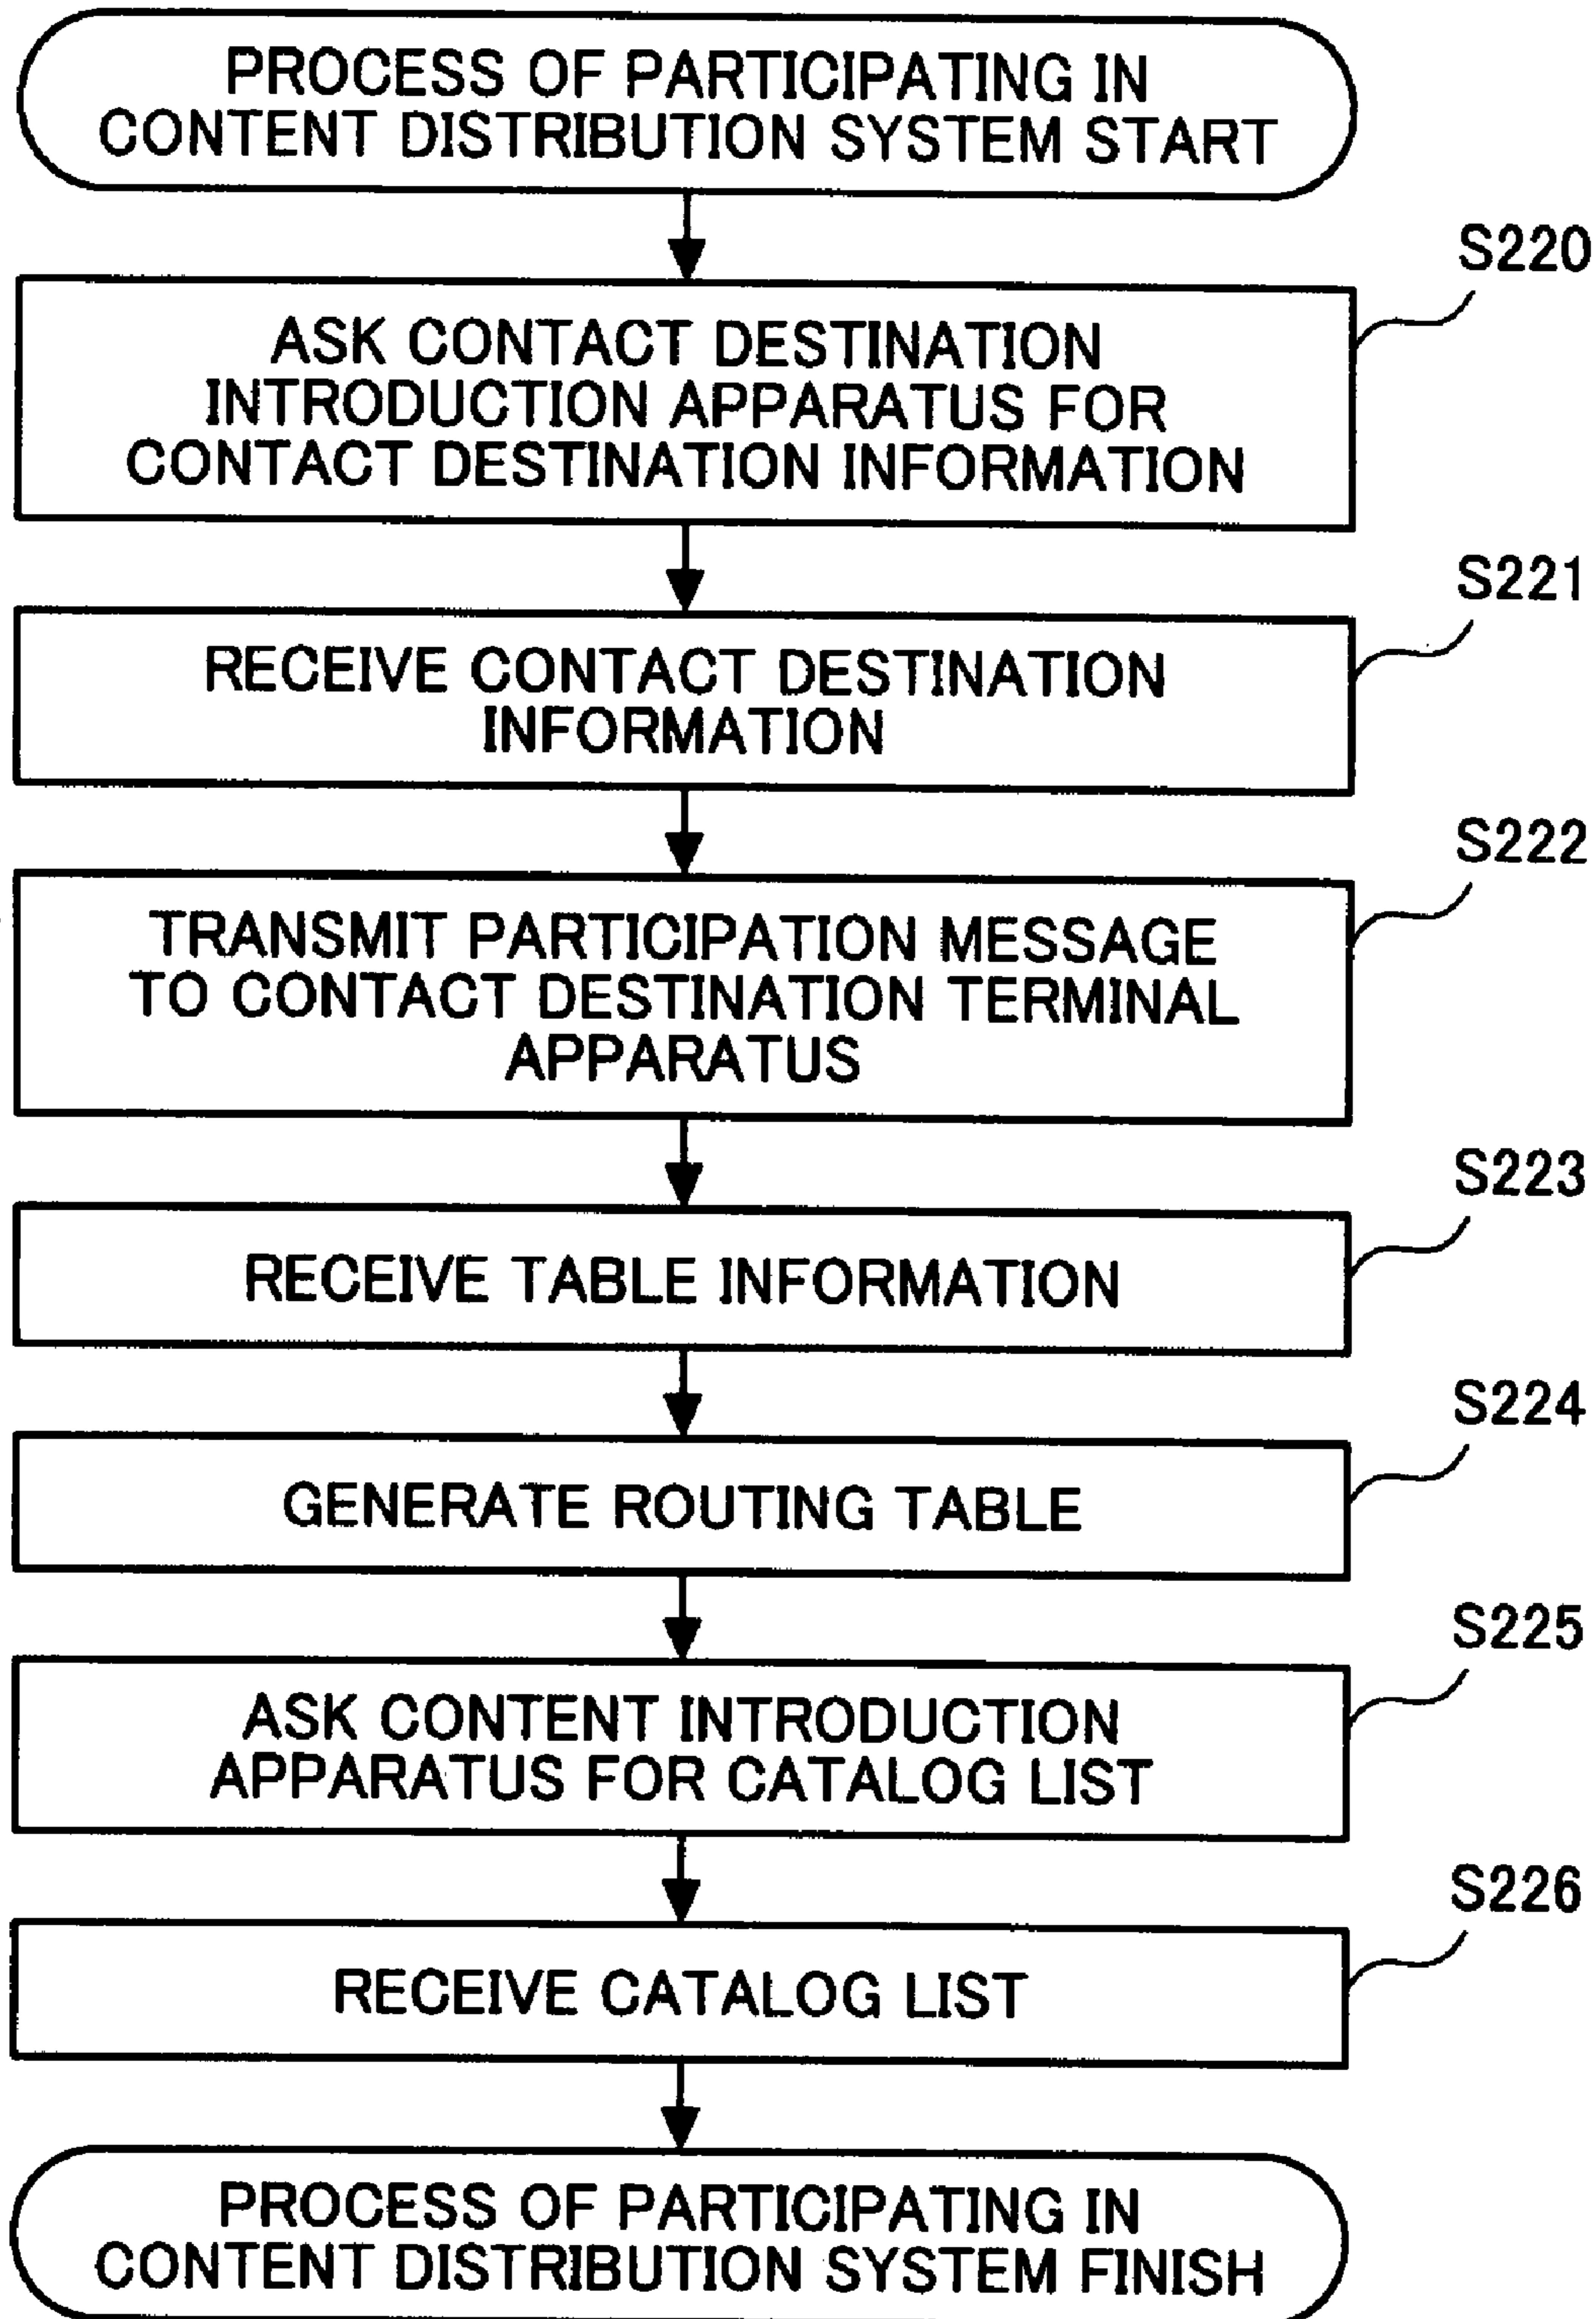 PROCESS OF PARTICIPATING IN
CONTENT DISTRIBUTION SYSTEM START
S220
ASK CONTACT DESTINATION
INTRODUCTION APPARATUS FOR
CONTACT DESTINATION INFORMATION
S221
RECEIVE CONTACT DESTINATION
INFORMATION
S222
TRANSMIT PARTICIPATION MESSAGE
TO CONTACT DESTINATION TERMINAL
APPARATUS
S223
RECEIVE TABLE INFORMATION
S224
GENERATE ROUTING TABLE
S225
ASK CONTENT INTRODUCTION
APPARATUS FOR CATALOG LIST
S226
RECEIVE CATALOG LIST
PROCESS OF PARTICIPATING IN
CONTENT DISTRIBUTION SYSTEM FINISH